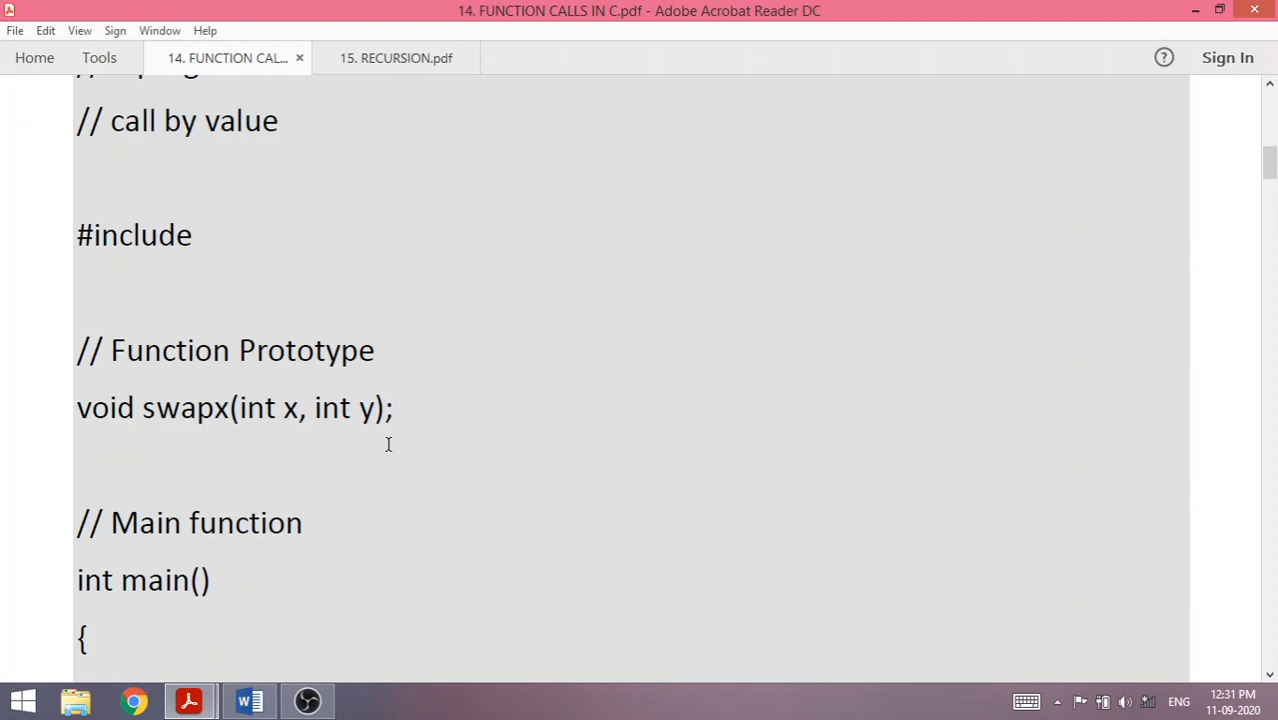 14. FUNCTION CALLS IN C.pdf - Adobe Acrobat Reader DC
File Edit View Sign Window Help
Home Tools 14. FUNCTION CAL... × 15. RECURSION.pdf ? Sign In
// call by value
#include
// Function Prototype
void swapx(int x, int y);
// Main function
int main()
{
ENG
12:31 PM
11-09-2020